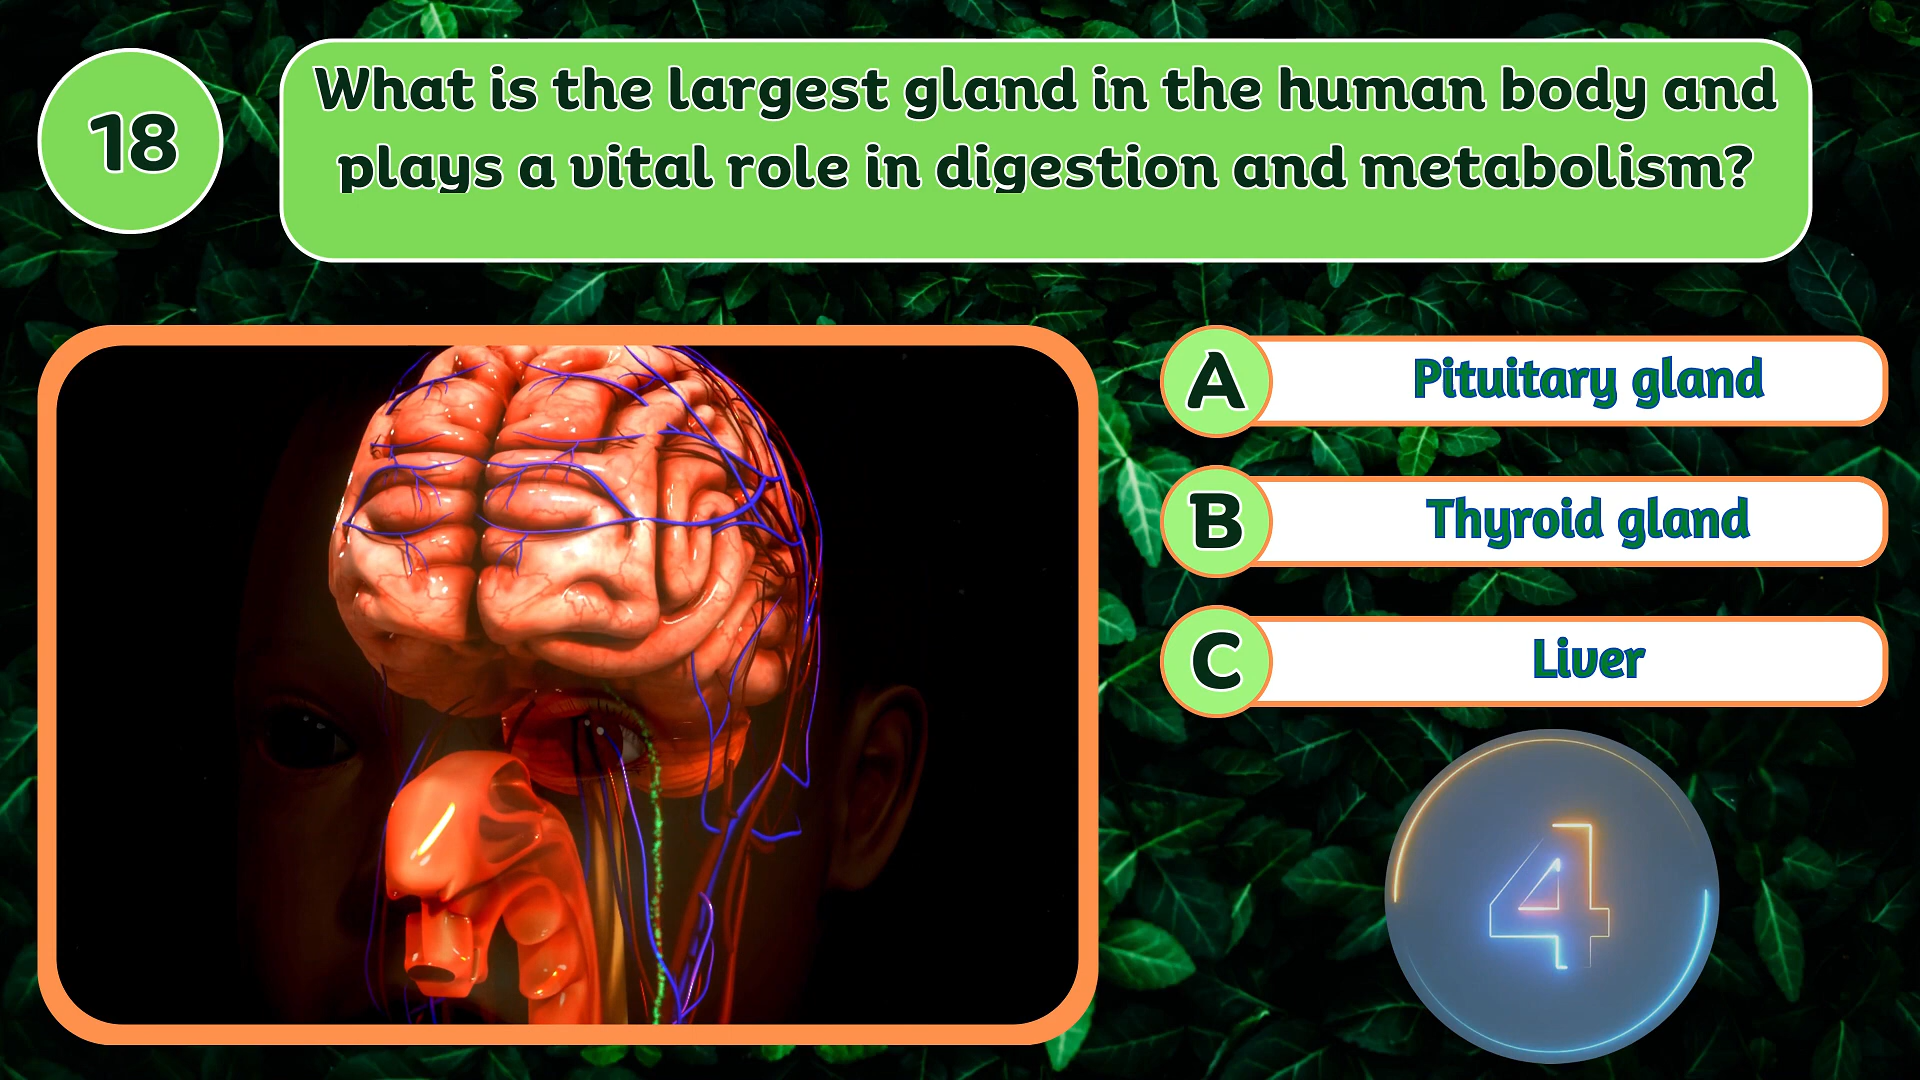 18
What is the largest gland in the human body and
plays a vital role in digestion and metabolism?
A
Pituitary gland
B
Thyroid gland
C
Liver
4